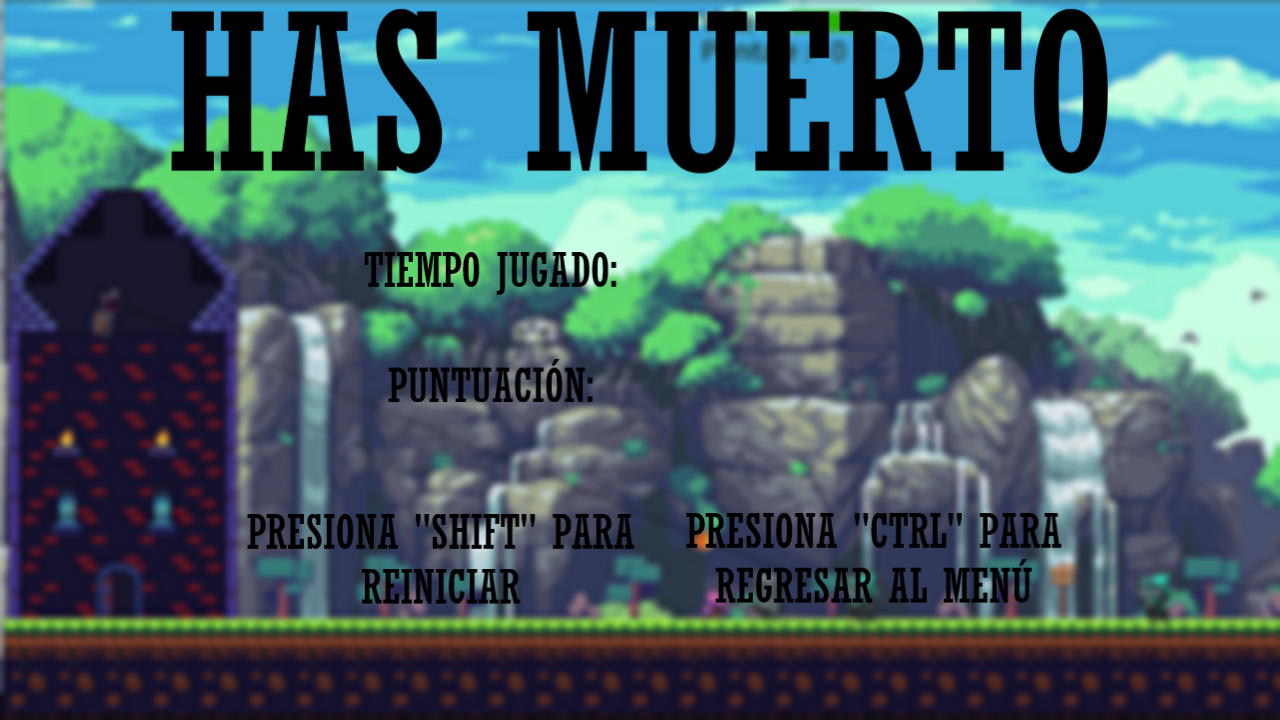 HAS MUERTO
TIEMPO JUGADO:
PUNTUACIÓN:
PRESIONA "SHIFT" PARA
REINICIAR
PRESIONA "CTRL" PARA
REGRESAR AL MENÚ